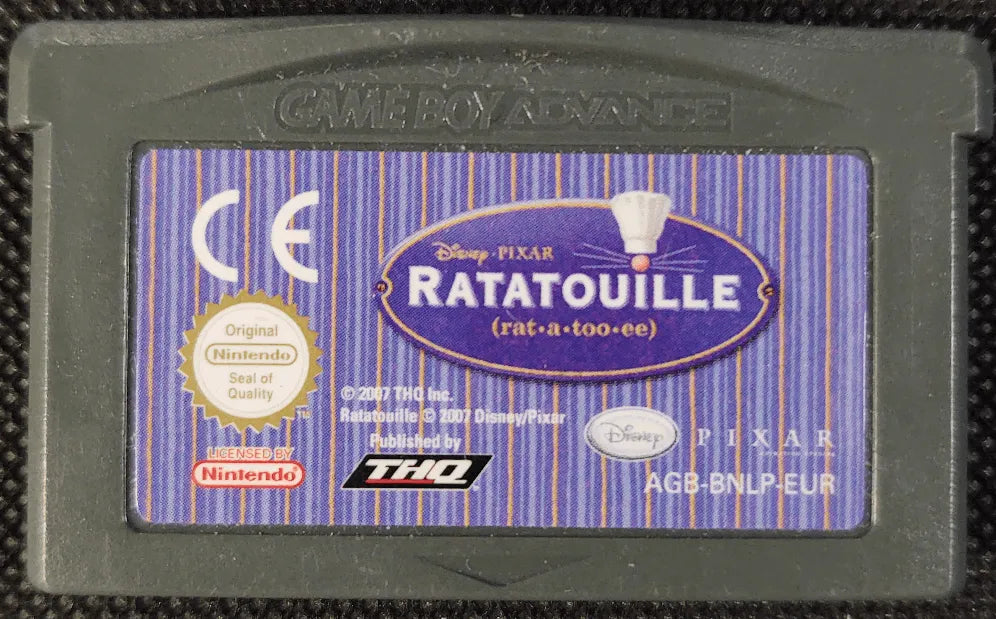 GAME BOY ADVANCE
CE
Disney · PIXAR
RATATOUILLE
(rat·a·too·ee)
Original
Nintendo
Seal of
Quality
TM
LICENSED BY
Nintendo®
© 2007 THQ Inc.
Ratatouille © 2007 Disney/Pixar
Published by
THQ
Disney
PIXAR
AGB-BNLP-EUR